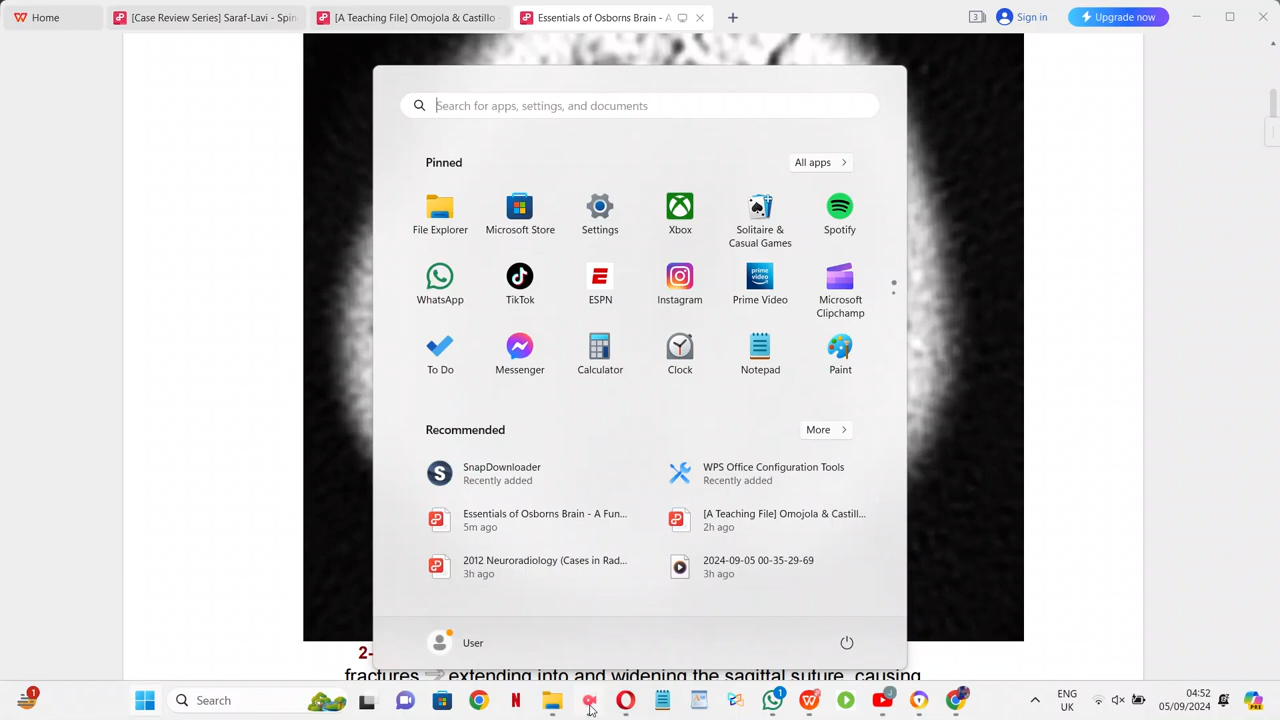 Home
[Case Review Series] Saraf-Lavi - Spin
[A Teaching File] Omojola & Castillo -
Essentials of Osborns Brain - A
3
Sign in
Upgrade now
Search for apps, settings, and documents
Pinned
All apps
File Explorer
Microsoft Store
Settings
Xbox
Solitaire & Casual Games
Spotify
WhatsApp
TikTok
ESPN
Instagram
Prime Video
Microsoft Clipchamp
To Do
Messenger
Calculator
Clock
Notepad
Paint
Recommended
More
SnapDownloader
Recently added
WPS Office Configuration Tools
Recently added
Essentials of Osborns Brain - A Fun...
5m ago
[A Teaching File] Omojola & Castill...
2h ago
2012 Neuroradiology (Cases in Rad...
3h ago
2024-09-05 00-35-29-69
3h ago
User
2-
fractures ⇒ extending into and widening the sagittal suture, causing
1
Search
1
ENG
UK
04:52
05/09/2024